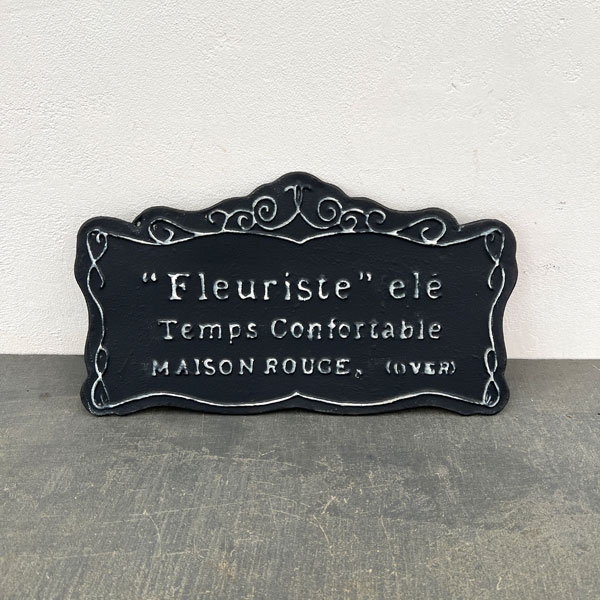 “Fleuriste” elé
Temps Confortable
MAISON ROUGE, (OVER)